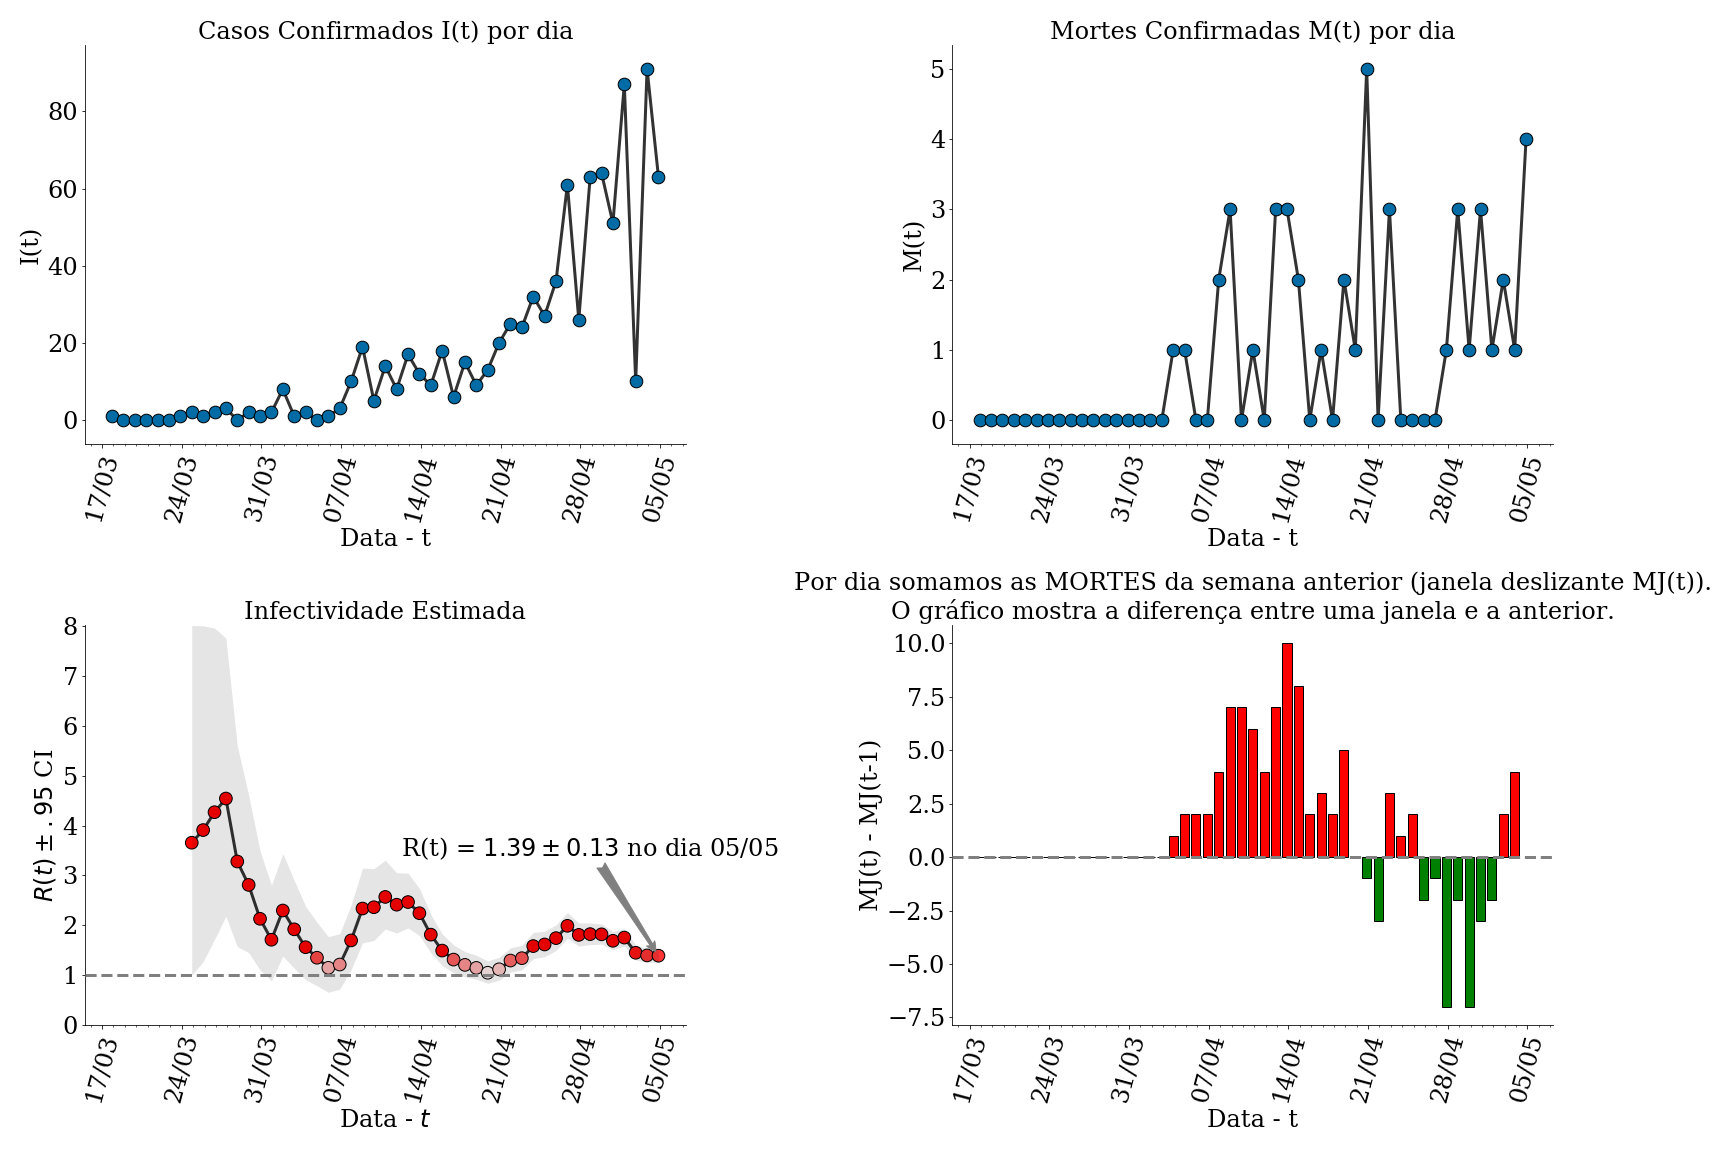 Casos Confirmados I(t) por dia
I(t)
80
60
40
20
0
17/03 24/03 31/03 07/04 14/04 21/04 28/04 05/05
Data - t
Mortes Confirmadas M(t) por dia
M(t)
5
4
3
2
1
0
17/03 24/03 31/03 07/04 14/04 21/04 28/04 05/05
Data - t
Infectividade Estimada
R(t) ± .95 CI
8
7
6
5
4
3
2
1
0
R(t) = 1.39 ± 0.13 no dia 05/05
17/03 24/03 31/03 07/04 14/04 21/04 28/04 05/05
Data - t
Por dia somamos as MORTES da semana anterior (janela deslizante MJ(t)).
O gráfico mostra a diferença entre uma janela e a anterior.
MJ(t) - MJ(t-1)
10.0
7.5
5.0
2.5
0.0
−2.5
−5.0
−7.5
17/03 24/03 31/03 07/04 14/04 21/04 28/04 05/05
Data - t